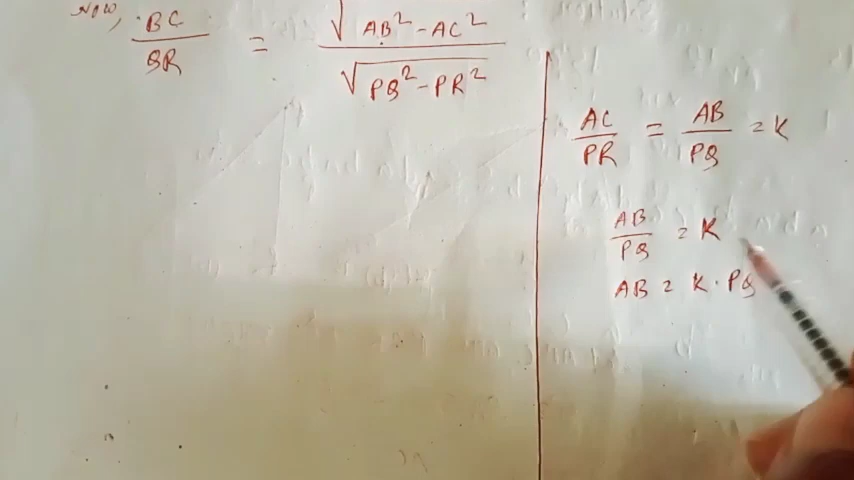 Now, BC/QR = √AB² - AC² / √PQ² - PR²
AC/PR = AB/PQ = K
AB/PQ = K
AB = K · PQ